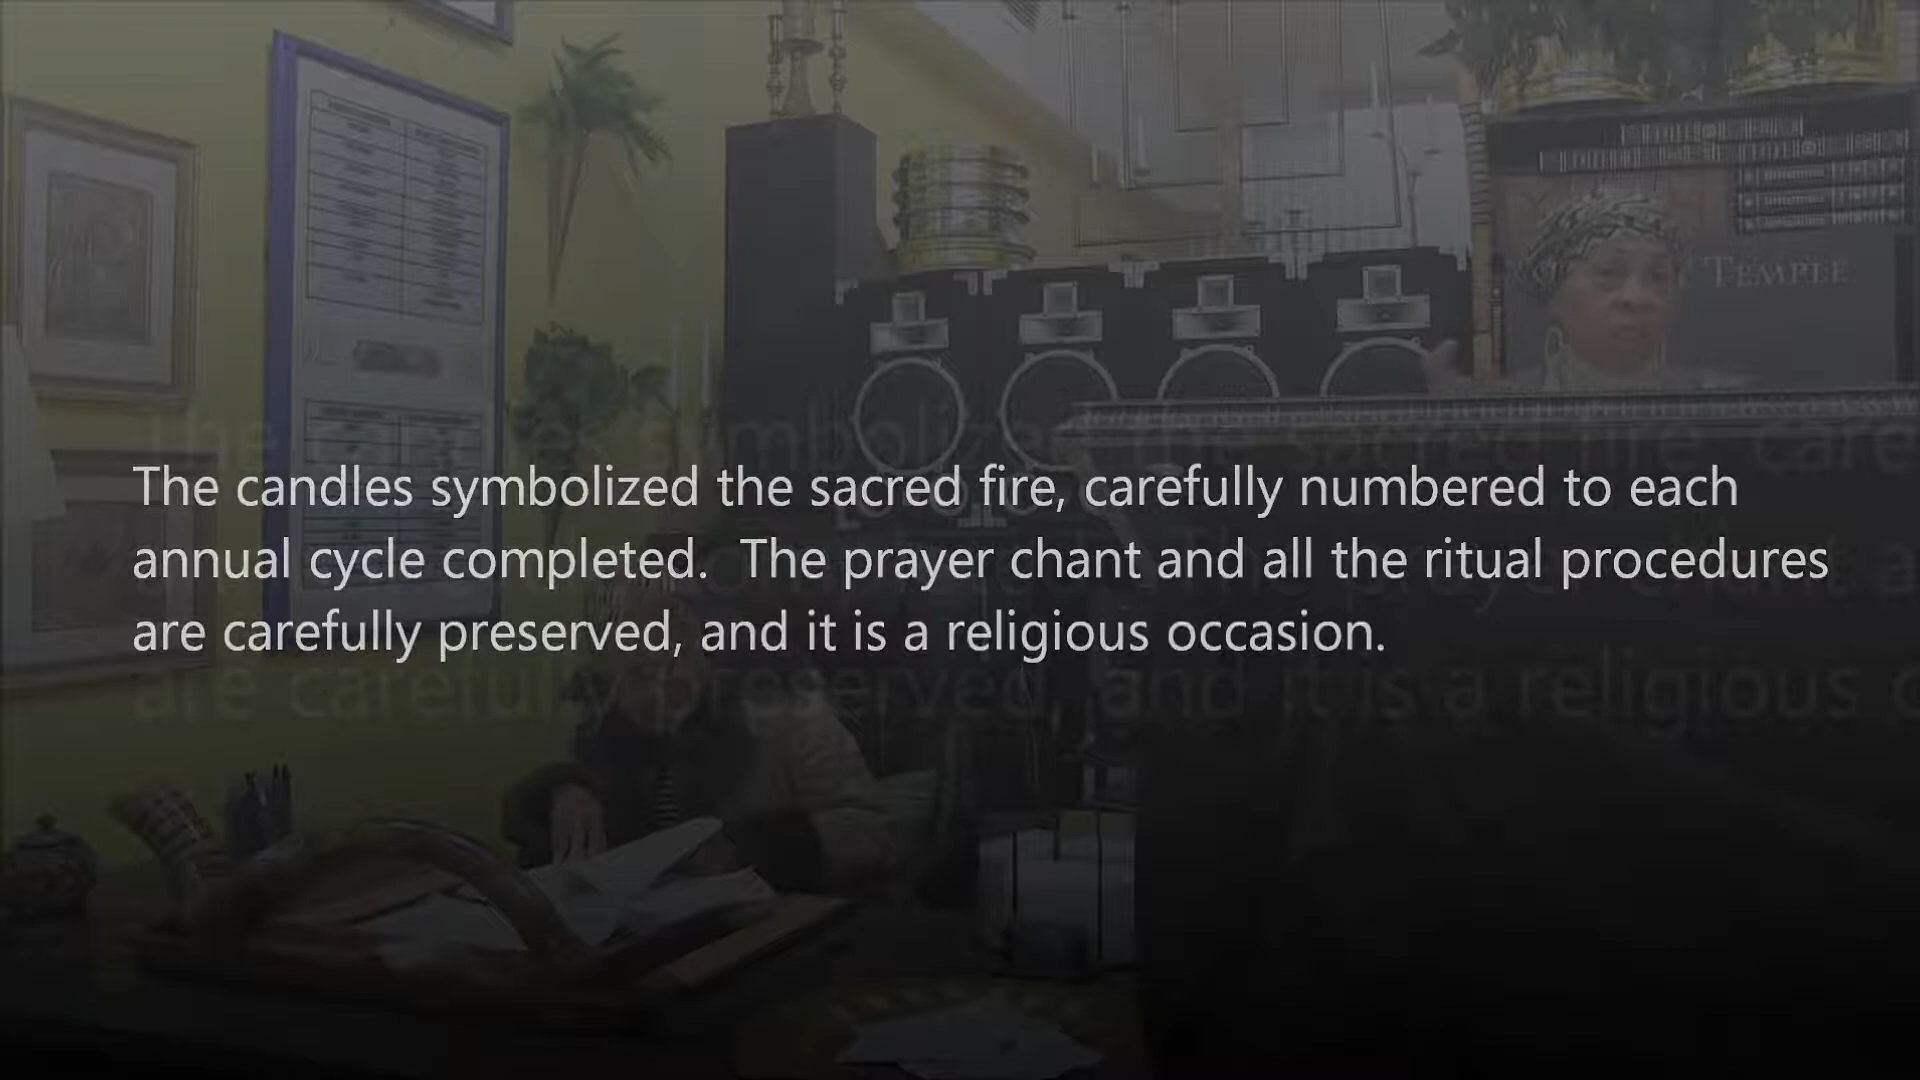 TEMPLE
The candles symbolized the sacred fire, carefully numbered to each
annual cycle completed.  The prayer chant and all the ritual procedures
are carefully preserved, and it is a religious occasion.